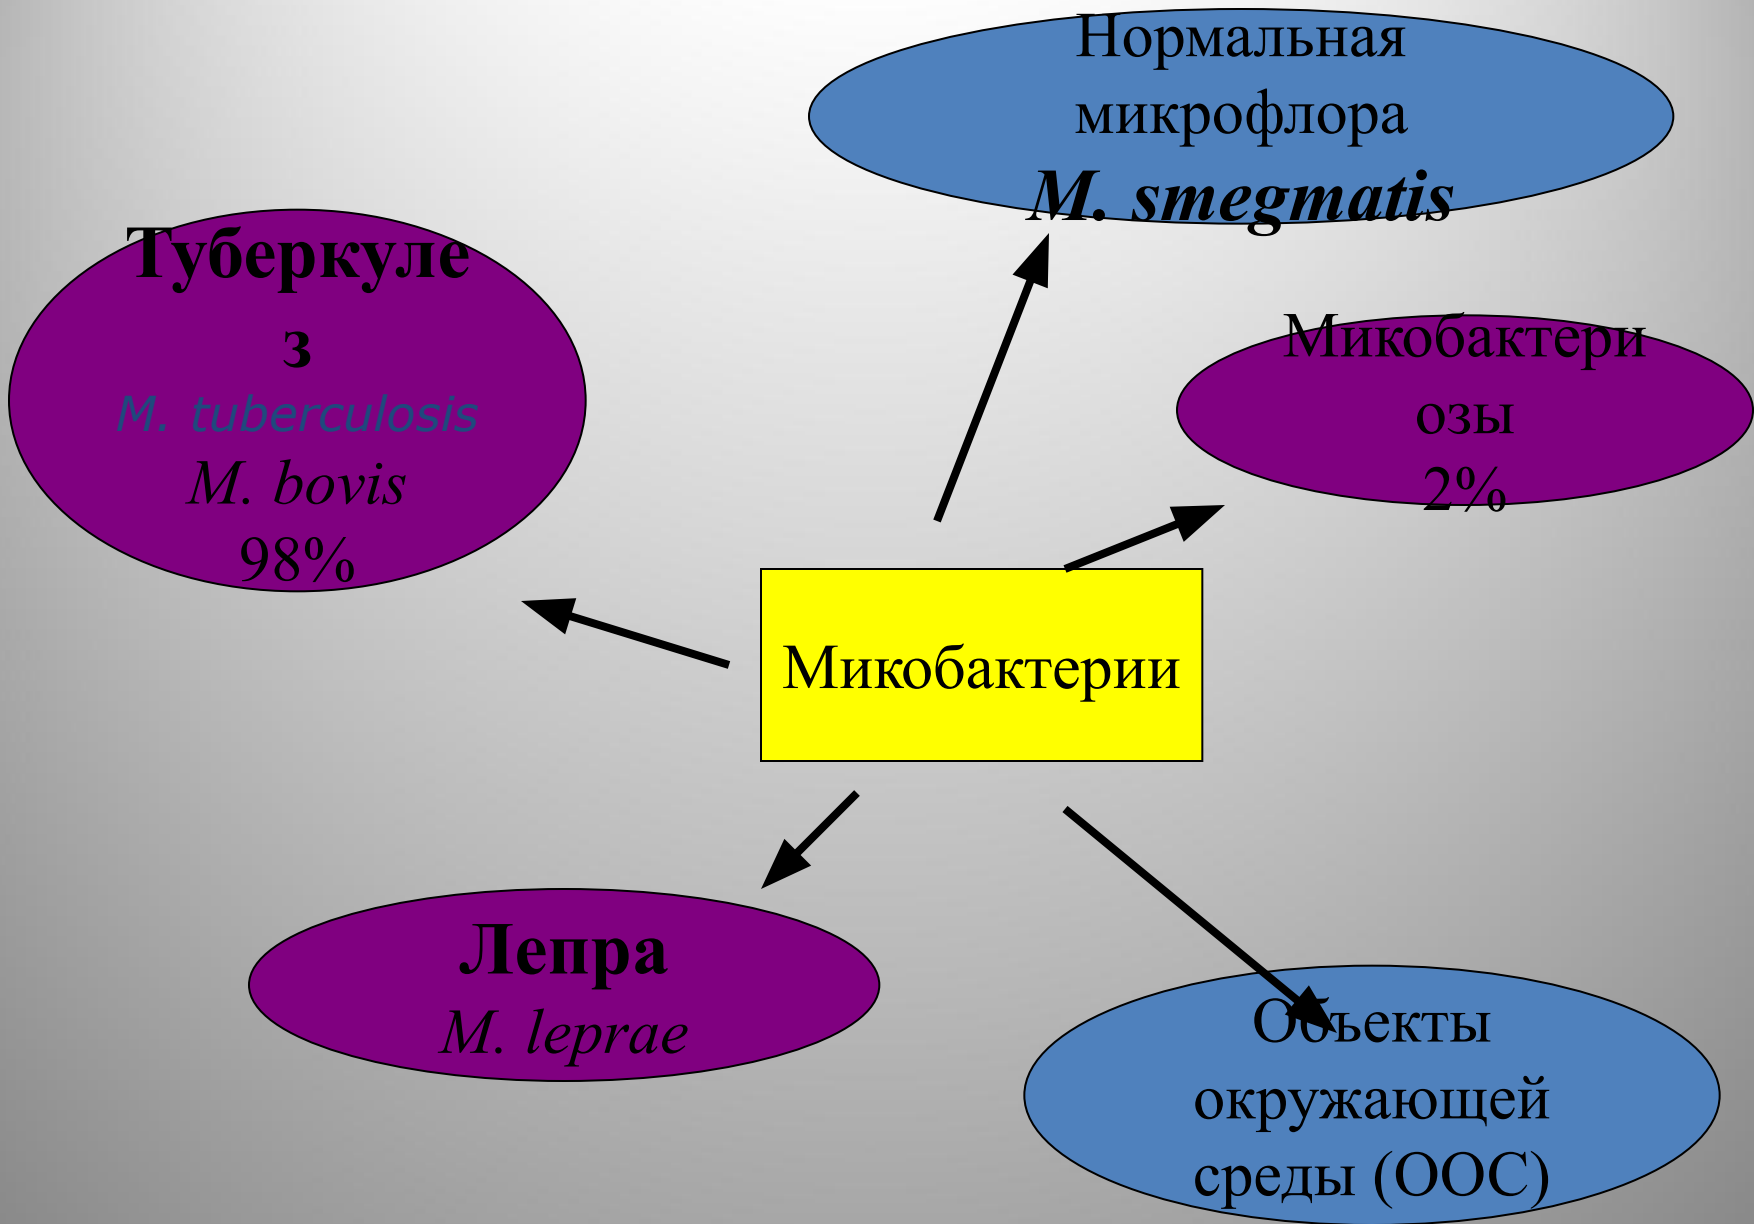 Нормальная
микрофлора
M. smegmatis
Туберкуле
з
M. tuberculosis
M. bovis
98%
Микобактери
озы
2%
Микобактерии
Лепра
M. leprae
Объекты
окружающей
среды (ООС)